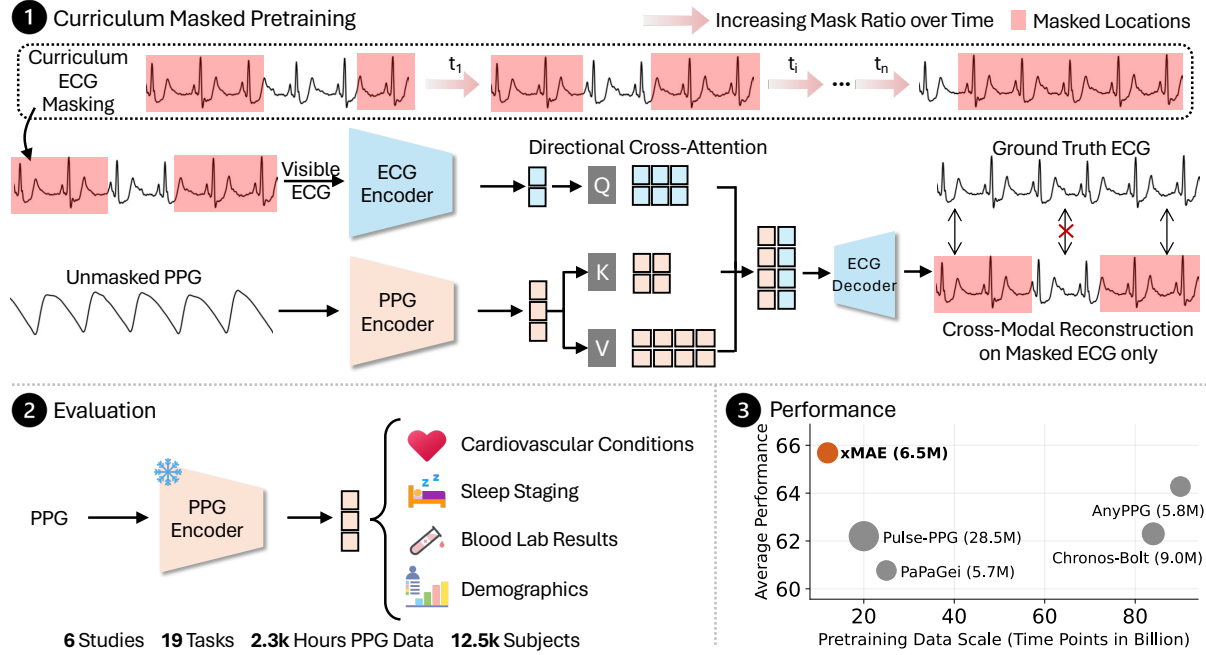 1 Curriculum Masked Pretraining
Increasing Mask Ratio over Time
Masked Locations
Curriculum
ECG
Masking
t1
ti
...
tn
Visible
ECG
ECG
Encoder
Directional Cross-Attention
Q
Ground Truth ECG
Unmasked PPG
PPG
Encoder
K
V
ECG
Decoder
Cross-Modal Reconstruction
on Masked ECG only
2 Evaluation
PPG
PPG
Encoder
Cardiovascular Conditions
Sleep Staging
Blood Lab Results
Demographics
6 Studies 19 Tasks 2.3k Hours PPG Data 12.5k Subjects
3 Performance
Average Performance
66
64
62
60
xMAE (6.5M)
AnyPPG (5.8M)
Pulse-PPG (28.5M)
Chronos-Bolt (9.0M)
PaPaGei (5.7M)
20 40 60 80
Pretraining Data Scale (Time Points in Billion)